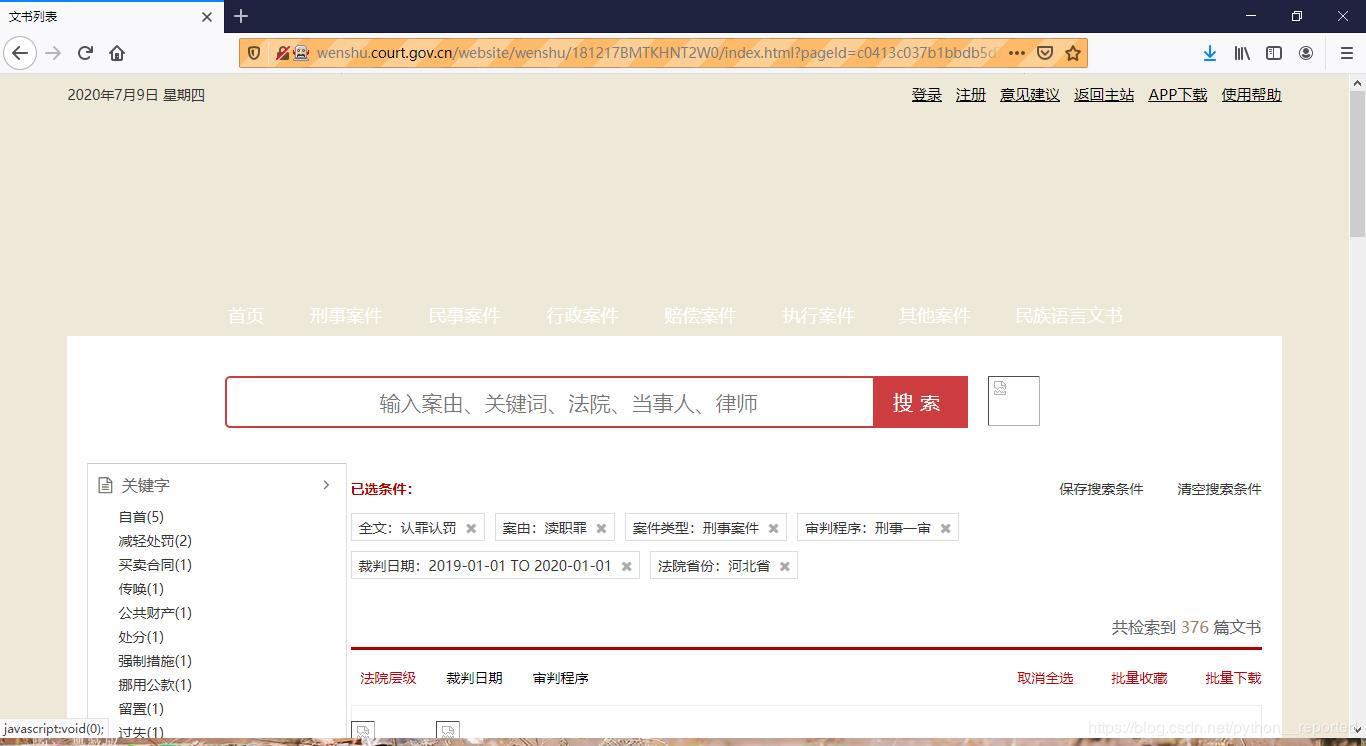 文书列表
wenshu.court.gov.cn/website/wenshu/181217BMTKHNT2W0/index.html?pageId=c0413c037b1bbdb5d
2020年7月9日 星期四
登录 注册 意见建议 返回主站 APP下载 使用帮助
首页 刑事案件 民事案件 行政案件 赔偿案件 执行案件 其他案件 民族语言文书
输入案由、关键词、法院、当事人、律师 搜 索
关键字
自首(5)
减轻处罚(2)
买卖合同(1)
传唤(1)
公共财产(1)
处分(1)
强制措施(1)
挪用公款(1)
留置(1)
过失(1)
已选条件：
保存搜索条件 清空搜索条件
全文：认罪认罚 案由：渎职罪 案件类型：刑事案件 审判程序：刑事一审
裁判日期：2019-01-01 TO 2020-01-01 法院省份：河北省
共检索到 376 篇文书
法院层级 裁判日期 审判程序 取消全选 批量收藏 批量下载
javascript:void(0);
https://blog.csdn.net/python__reporter